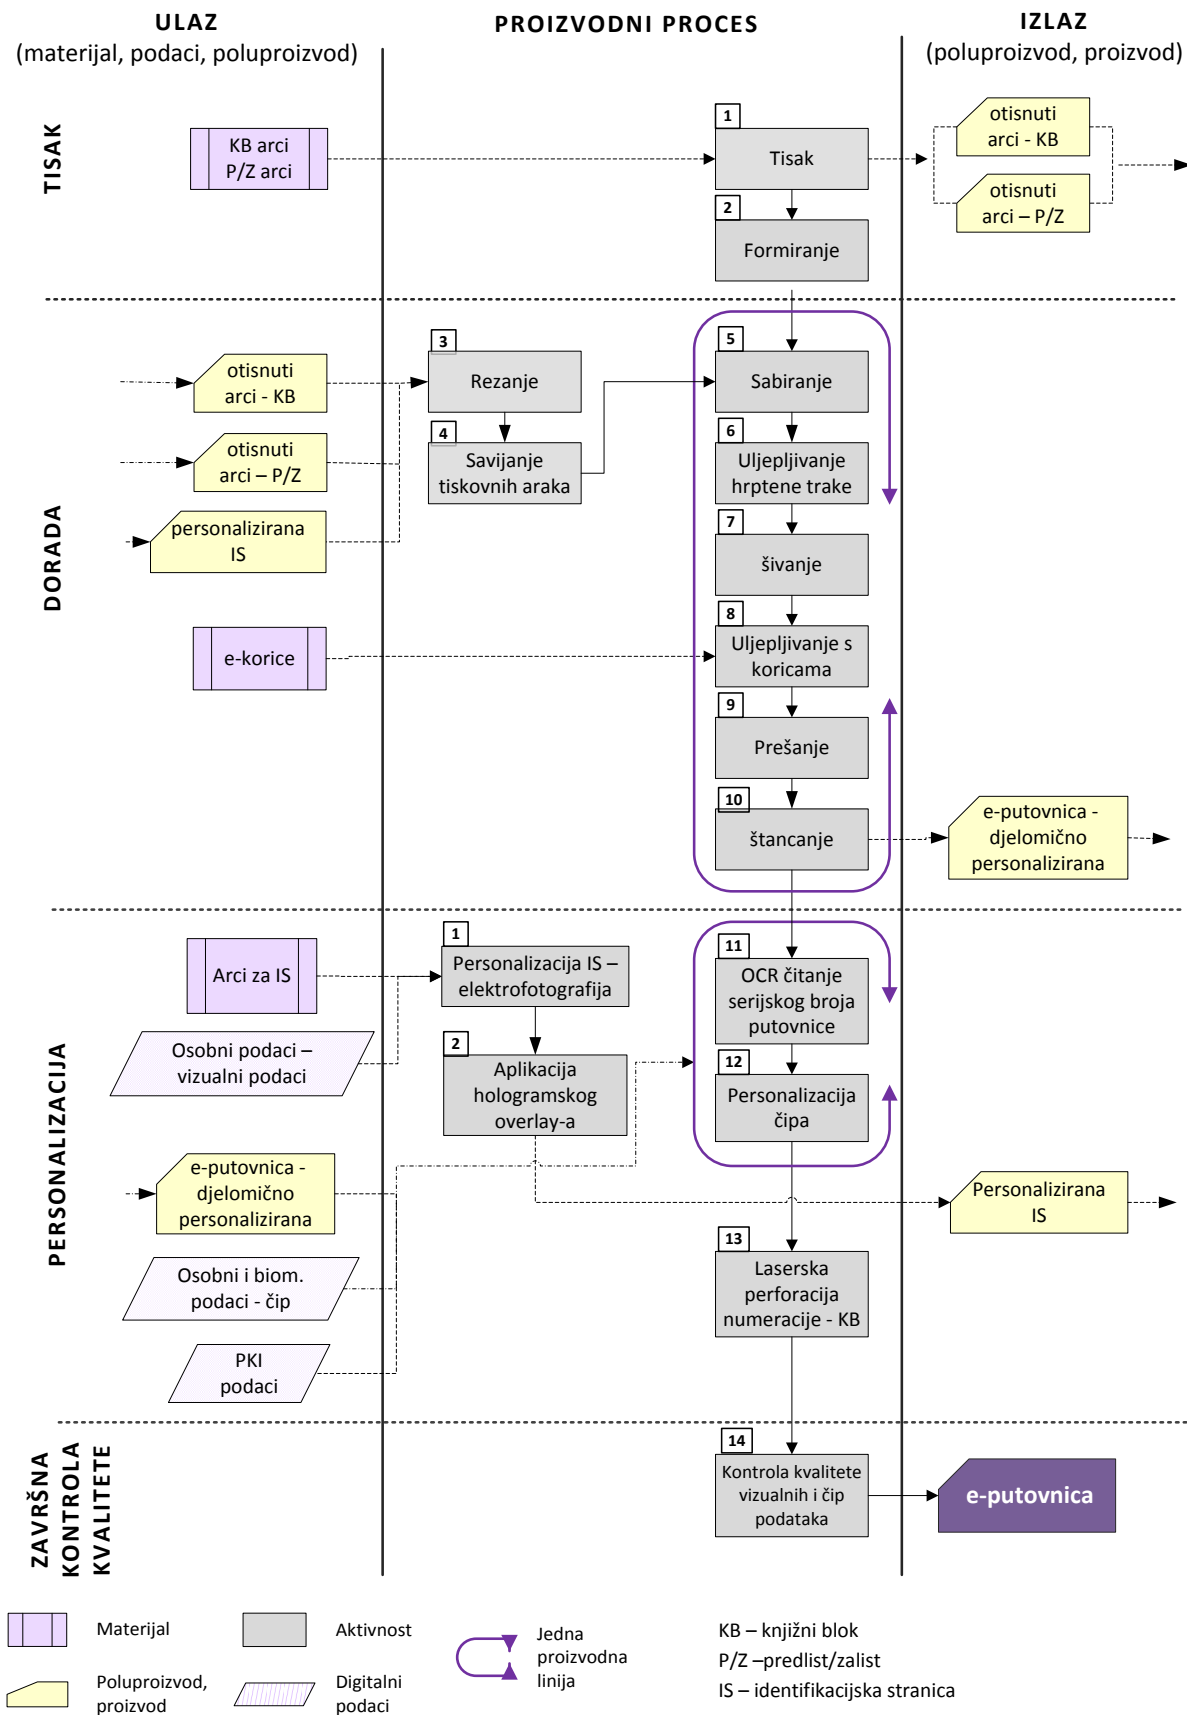 ULAZ
(materijal, podaci, poluproizvod)
PROIZVODNI PROCES
IZLAZ
(poluproizvod, proizvod)
TISAK
KB arci
P/Z arci
1
Tisak
2
Formiranje
otisnuti
arci - KB
otisnuti
arci – P/Z
DORADA
otisnuti
arci - KB
otisnuti
arci – P/Z
personalizirana
IS
e-korice
3
Rezanje
4
Savijanje
tiskovnih araka
5
Sabiranje
6
Uljepljivanje
hrptene trake
7
šivanje
8
Uljepljivanje s
koricama
9
Prešanje
10
štancanje
e-putovnica -
djelomično
personalizirana
PERSONALIZACIJA
Arci za IS
Osobni podaci –
vizualni podaci
e-putovnica -
djelomično
personalizirana
Osobni i biom.
podaci - čip
PKI
podaci
1
Personalizacija IS –
elektrofotografija
2
Aplikacija
hologramskog
overlay-a
11
OCR čitanje
serijskog broja
putovnice
12
Personalizacija
čipa
13
Laserska
perforacija
numeracije - KB
Personalizirana
IS
ZAVRŠNA
KONTROLA
KVALITETE
14
Kontrola kvalitete
vizualnih i čip
podataka
e-putovnica
Materijal
Aktivnost
Poluproizvod,
proizvod
Digitalni
podaci
Jedna
proizvodna
linija
KB – knjižni blok
P/Z –predlist/zalist
IS – identifikacijska stranica